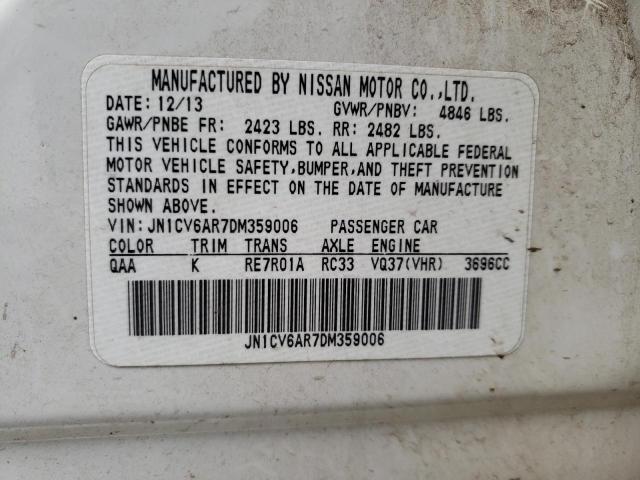 MANUFACTURED BY NISSAN MOTOR CO.,LTD.
DATE: 12/13 GVWR/PNBV: 4846 LBS.
GAWR/PNBE FR: 2423 LBS. RR: 2482 LBS.
THIS VEHICLE CONFORMS TO ALL APPLICABLE FEDERAL
MOTOR VEHICLE SAFETY,BUMPER,AND THEFT PREVENTION
STANDARDS IN EFFECT ON THE DATE OF MANUFACTURE
SHOWN ABOVE.
VIN: JN1CV6AR7DM359006 PASSENGER CAR
COLOR TRIM TRANS AXLE ENGINE
QAA K RE7R01A RC33 VQ37(VHR) 3696CC
JN1CV6AR7DM359006